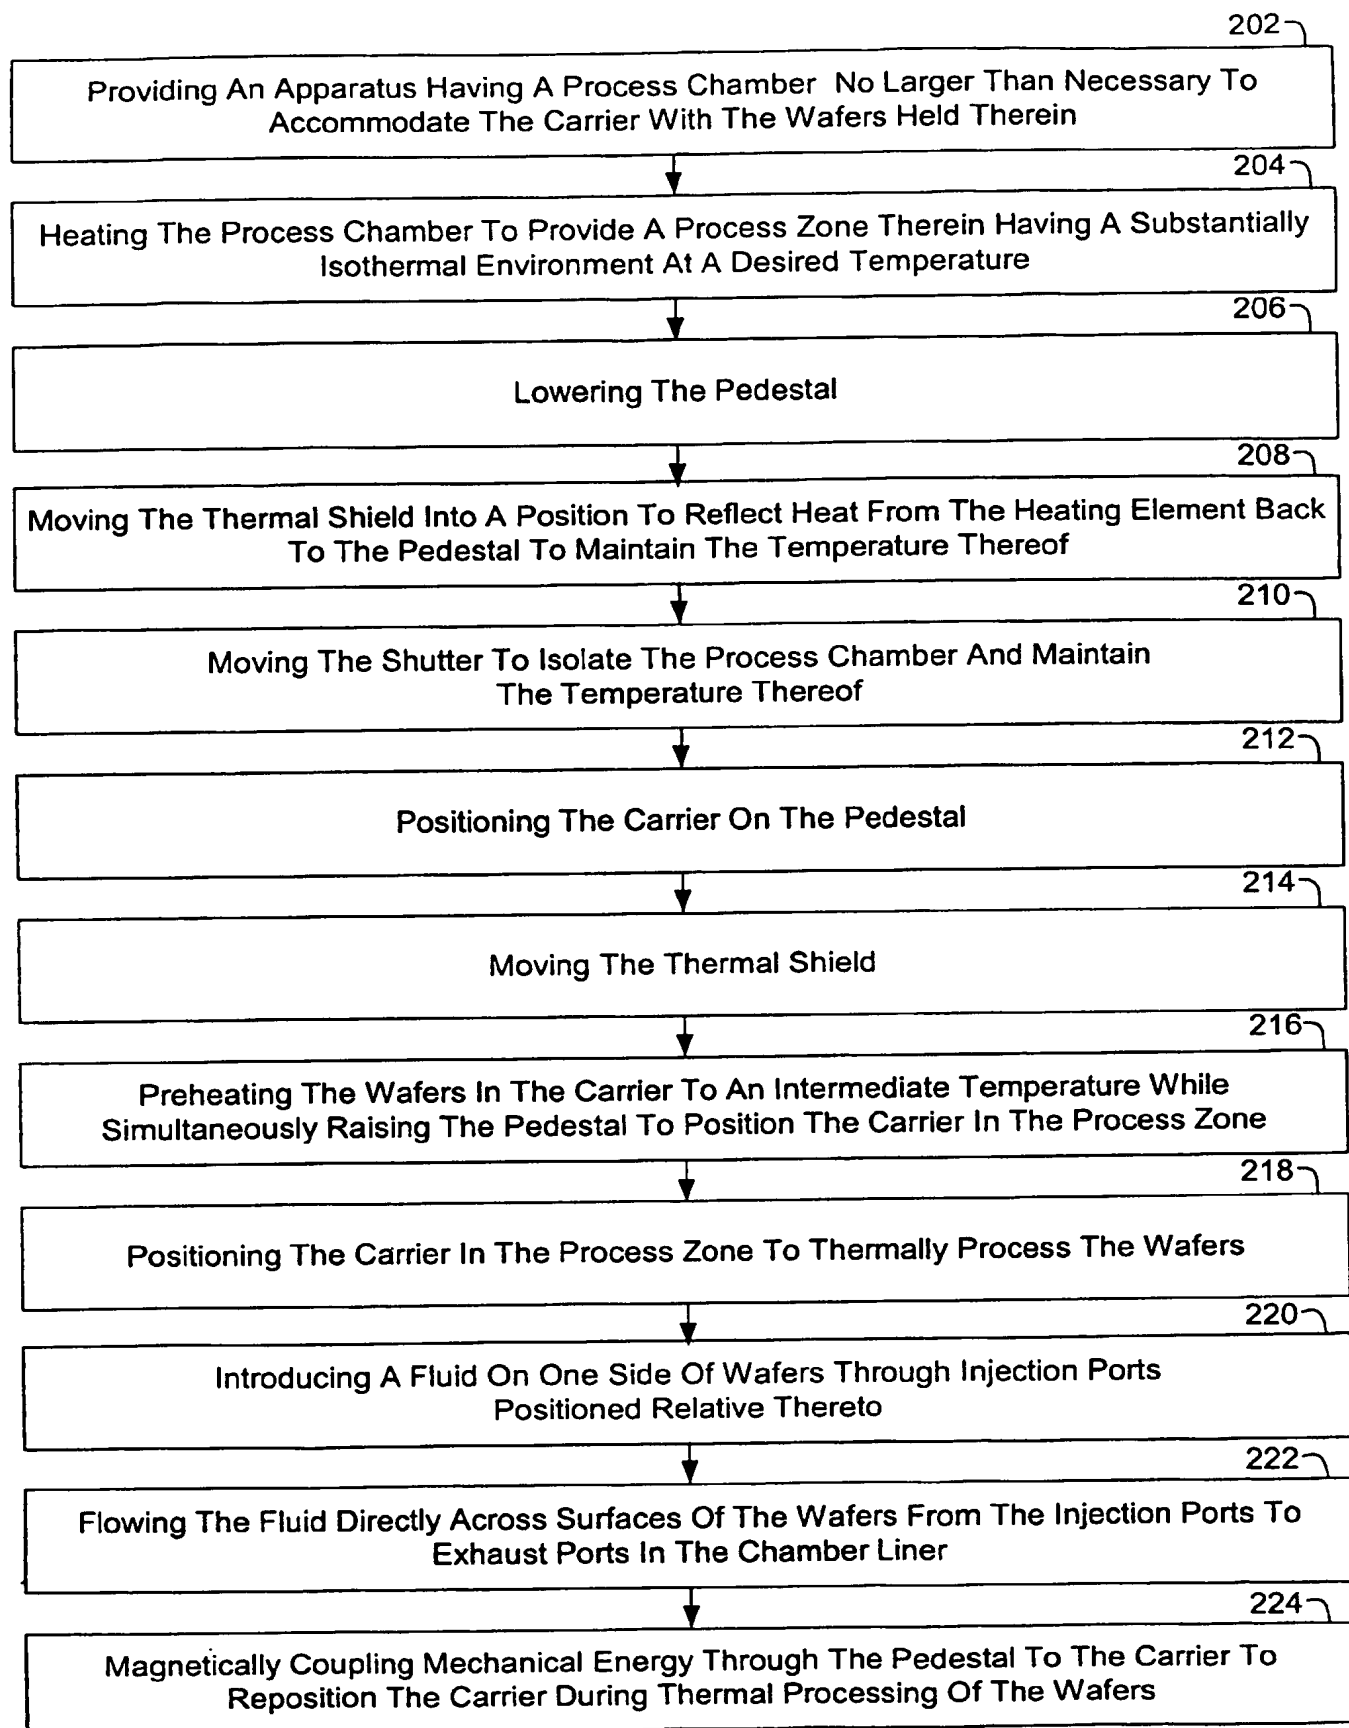 202
Providing An Apparatus Having A Process Chamber No Larger Than Necessary To
Accommodate The Carrier With The Wafers Held Therein
204
Heating The Process Chamber To Provide A Process Zone Therein Having A Substantially
Isothermal Environment At A Desired Temperature
206
Lowering The Pedestal
208
Moving The Thermal Shield Into A Position To Reflect Heat From The Heating Element Back
To The Pedestal To Maintain The Temperature Thereof
210
Moving The Shutter To Isolate The Process Chamber And Maintain
The Temperature Thereof
212
Positioning The Carrier On The Pedestal
214
Moving The Thermal Shield
216
Preheating The Wafers In The Carrier To An Intermediate Temperature While
Simultaneously Raising The Pedestal To Position The Carrier In The Process Zone
218
Positioning The Carrier In The Process Zone To Thermally Process The Wafers
220
Introducing A Fluid On One Side Of Wafers Through Injection Ports
Positioned Relative Thereto
222
Flowing The Fluid Directly Across Surfaces Of The Wafers From The Injection Ports To
Exhaust Ports In The Chamber Liner
224
Magnetically Coupling Mechanical Energy Through The Pedestal To The Carrier To
Reposition The Carrier During Thermal Processing Of The Wafers